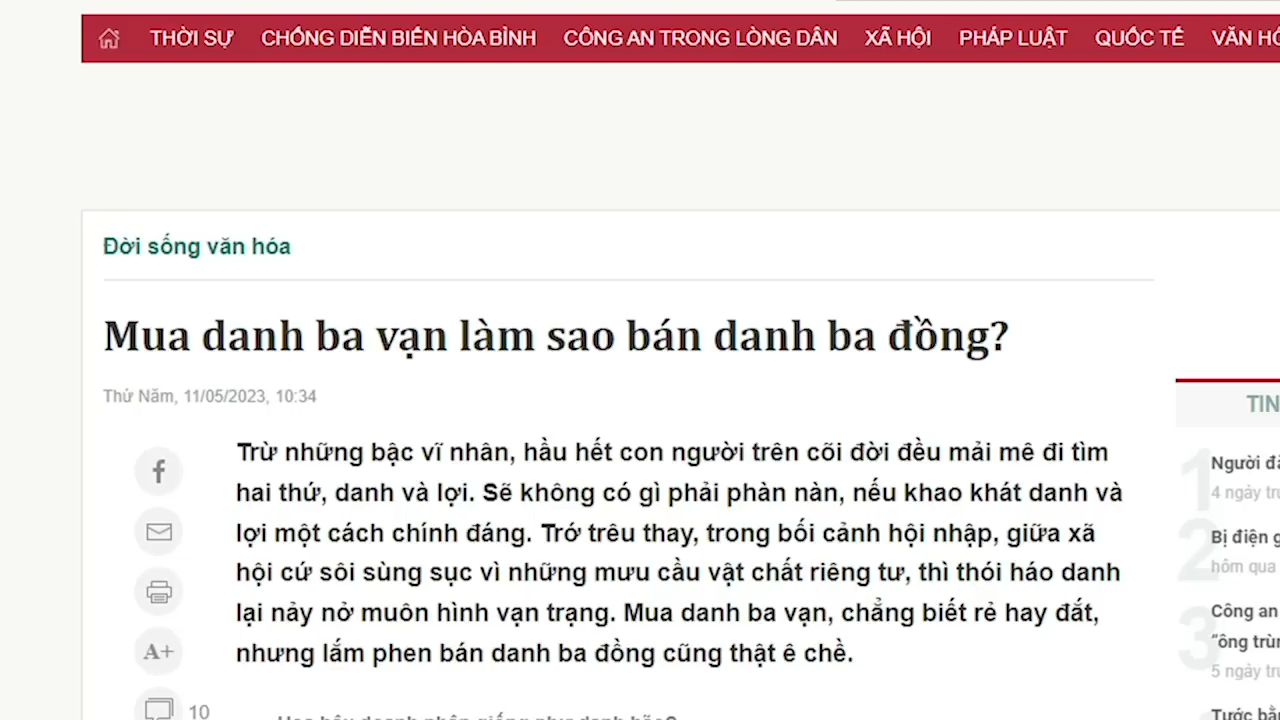 THỜI SỰ CHỐNG DIỄN BIẾN HÒA BÌNH CÔNG AN TRONG LÒNG DÂN XÃ HỘI PHÁP LUẬT QUỐC TẾ VĂN
Đời sống văn hóa
Mua danh ba vạn làm sao bán danh ba đồng?
Thứ Năm, 11/05/2023, 10:34
Trừ những bậc vĩ nhân, hầu hết con người trên cõi đời đều mải mê đi tìm
hai thứ, danh và lợi. Sẽ không có gì phải phàn nàn, nếu khao khát danh và
lợi một cách chính đáng. Trớ trêu thay, trong bối cảnh hội nhập, giữa xã
hội cứ sôi sùng sục vì những mưu cầu vật chất riêng tư, thì thói háo danh
lại nảy nở muôn hình vạn trạng. Mua danh ba vạn, chẳng biết rẻ hay đắt,
nhưng lắm phen bán danh ba đồng cũng thật ê chề.
A+
10
TIN
1
Người
4 ngày
2
Bị điện
hôm qua
3
Công an
“ông
5 ngày
Tước